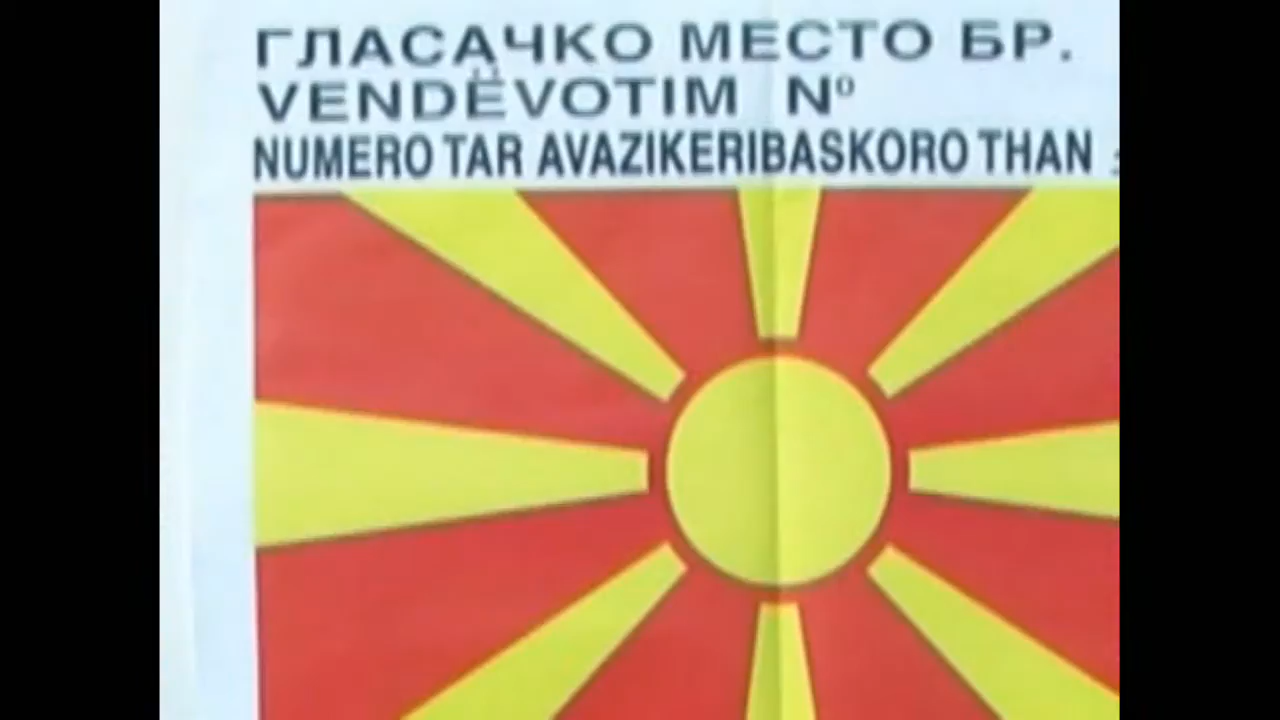 ГЛАСАЧКО МЕСТО БР.
VENDËVOTIM Nº
NUMERO TAR AVAZIKERIBASKORO THAN